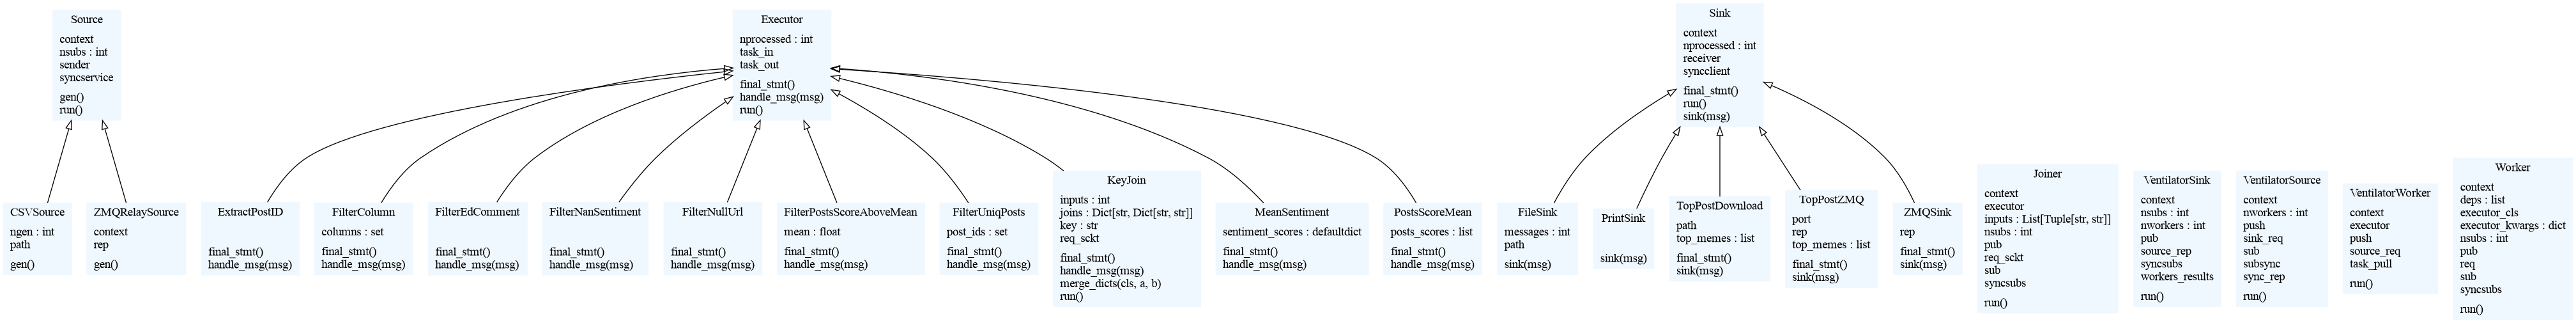 Source
context
nsubs : int
sender
syncservice
gen()
run()
Executor
nprocessed : int
task_in
task_out
final_stmt()
handle_msg(msg)
run()
Sink
context
nprocessed : int
receiver
syncclient
final_stmt()
run()
sink(msg)
CSVSource
ngen : int
path
gen()
ZMQRelaySource
context
rep
gen()
ExtractPostID
final_stmt()
handle_msg(msg)
FilterColumn
columns : set
final_stmt()
handle_msg(msg)
FilterEdComment
final_stmt()
handle_msg(msg)
FilterNanSentiment
final_stmt()
handle_msg(msg)
FilterNullUrl
final_stmt()
handle_msg(msg)
FilterPostsScoreAboveMean
mean : float
final_stmt()
handle_msg(msg)
FilterUniqPosts
post_ids : set
final_stmt()
handle_msg(msg)
KeyJoin
inputs : int
joins : Dict[str, Dict[str, str]]
key : str
req_sckt
final_stmt()
handle_msg(msg)
merge_dicts(cls, a, b)
run()
MeanSentiment
sentiment_scores : defaultdict
final_stmt()
handle_msg(msg)
PostsScoreMean
posts_scores : list
final_stmt()
handle_msg(msg)
FileSink
messages : int
path
sink(msg)
PrintSink
sink(msg)
TopPostDownload
path
top_memes : list
final_stmt()
sink(msg)
TopPostZMQ
port
rep
top_memes : list
final_stmt()
sink(msg)
ZMQSink
rep
final_stmt()
sink(msg)
Joiner
context
executor
inputs : List[Tuple[str, str]]
nsubs : int
pub
req_sckt
sub
syncsubs
run()
VentilatorSink
context
nsubs : int
nworkers : int
pub
source_rep
syncsubs
workers_results
run()
VentilatorSource
context
nworkers : int
push
sink_req
sub
subsync
sync_rep
run()
VentilatorWorker
context
executor
push
source_req
task_pull
run()
Worker
context
deps : list
executor_cls
executor_kwargs : dict
nsubs : int
pub
req
sub
syncsubs
run()